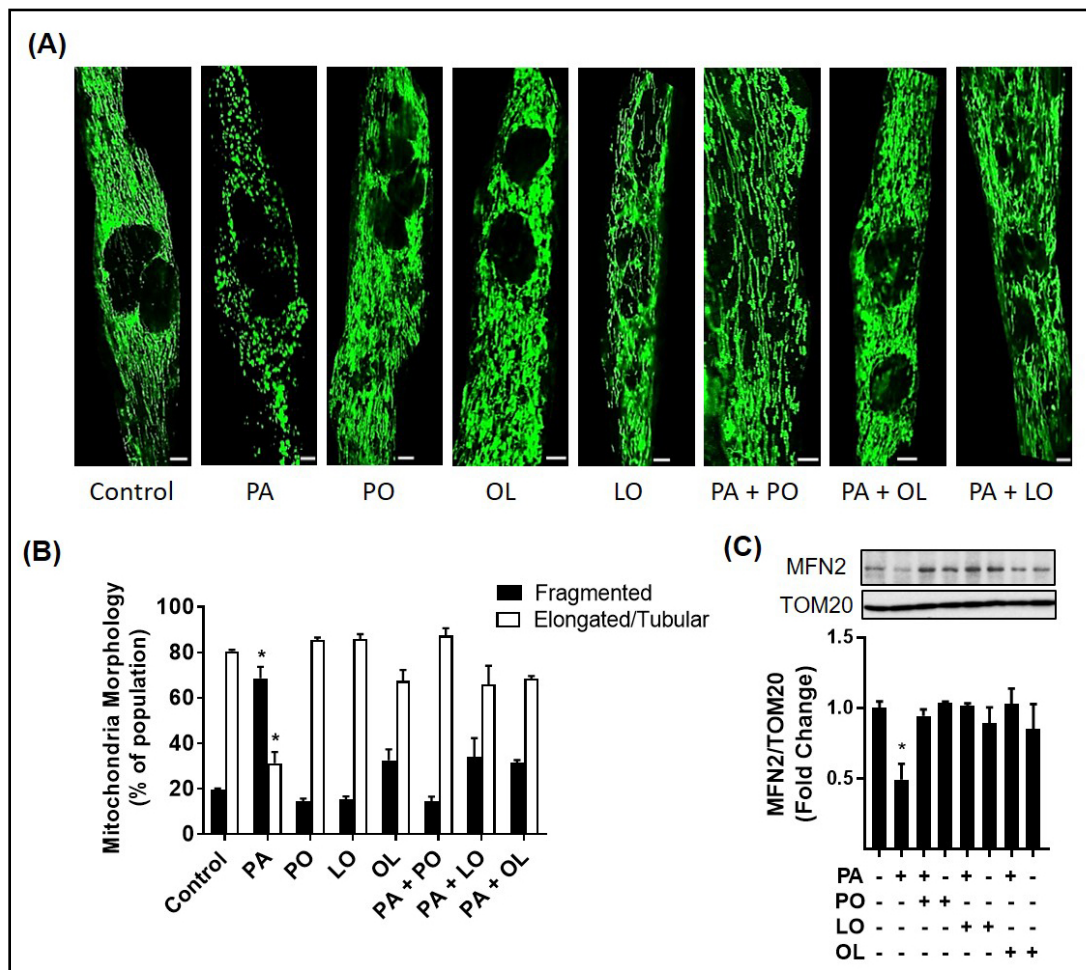 (A)
Control PA PO OL LO PA + PO PA + OL PA + LO
(B)
Mitochondria Morphology
(% of population)
100
80
60
40
20
0
Fragmented
Elongated/Tubular
*
*
Control PA PO LO OL PA + PO PA + LO PA + OL
(C)
MFN2
TOM20
MFN2/TOM20
(Fold Change)
1.5
1.0
0.5
*
PA - + + - + - + -
PO - - + + - - - -
LO - - - - + + - -
OL - - - - - - + +